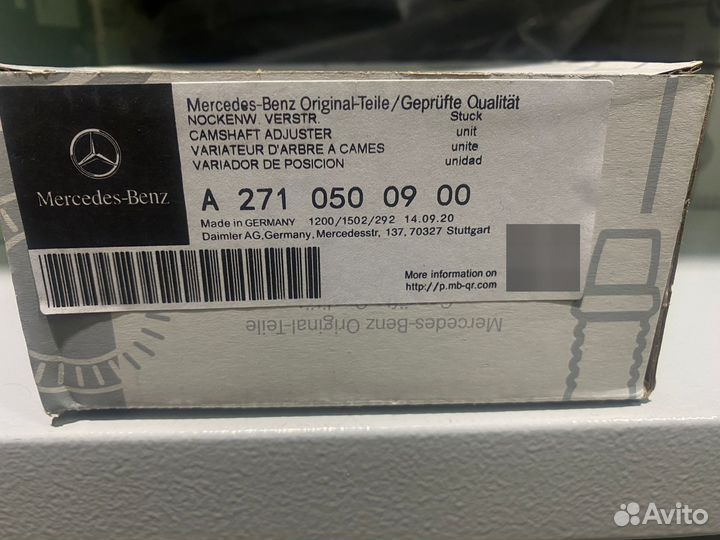 Mercedes-Benz
Mercedes-Benz Original-Teile/Geprüfte Qualität
NOCKENW. VERSTR. Stuck
CAMSHAFT ADJUSTER unit
VARIATEUR D'ARBRE A CAMES unite
VARIADOR DE POSICION unidad
A 271 050 09 00
Made in GERMANY 1200/1502/292 14.09.20
Daimler AG,Germany, Mercedesstr, 137, 70327 Stuttgart
More information on
http://p.mb-qr.com
Mercedes-Benz Original-Teile
Avito